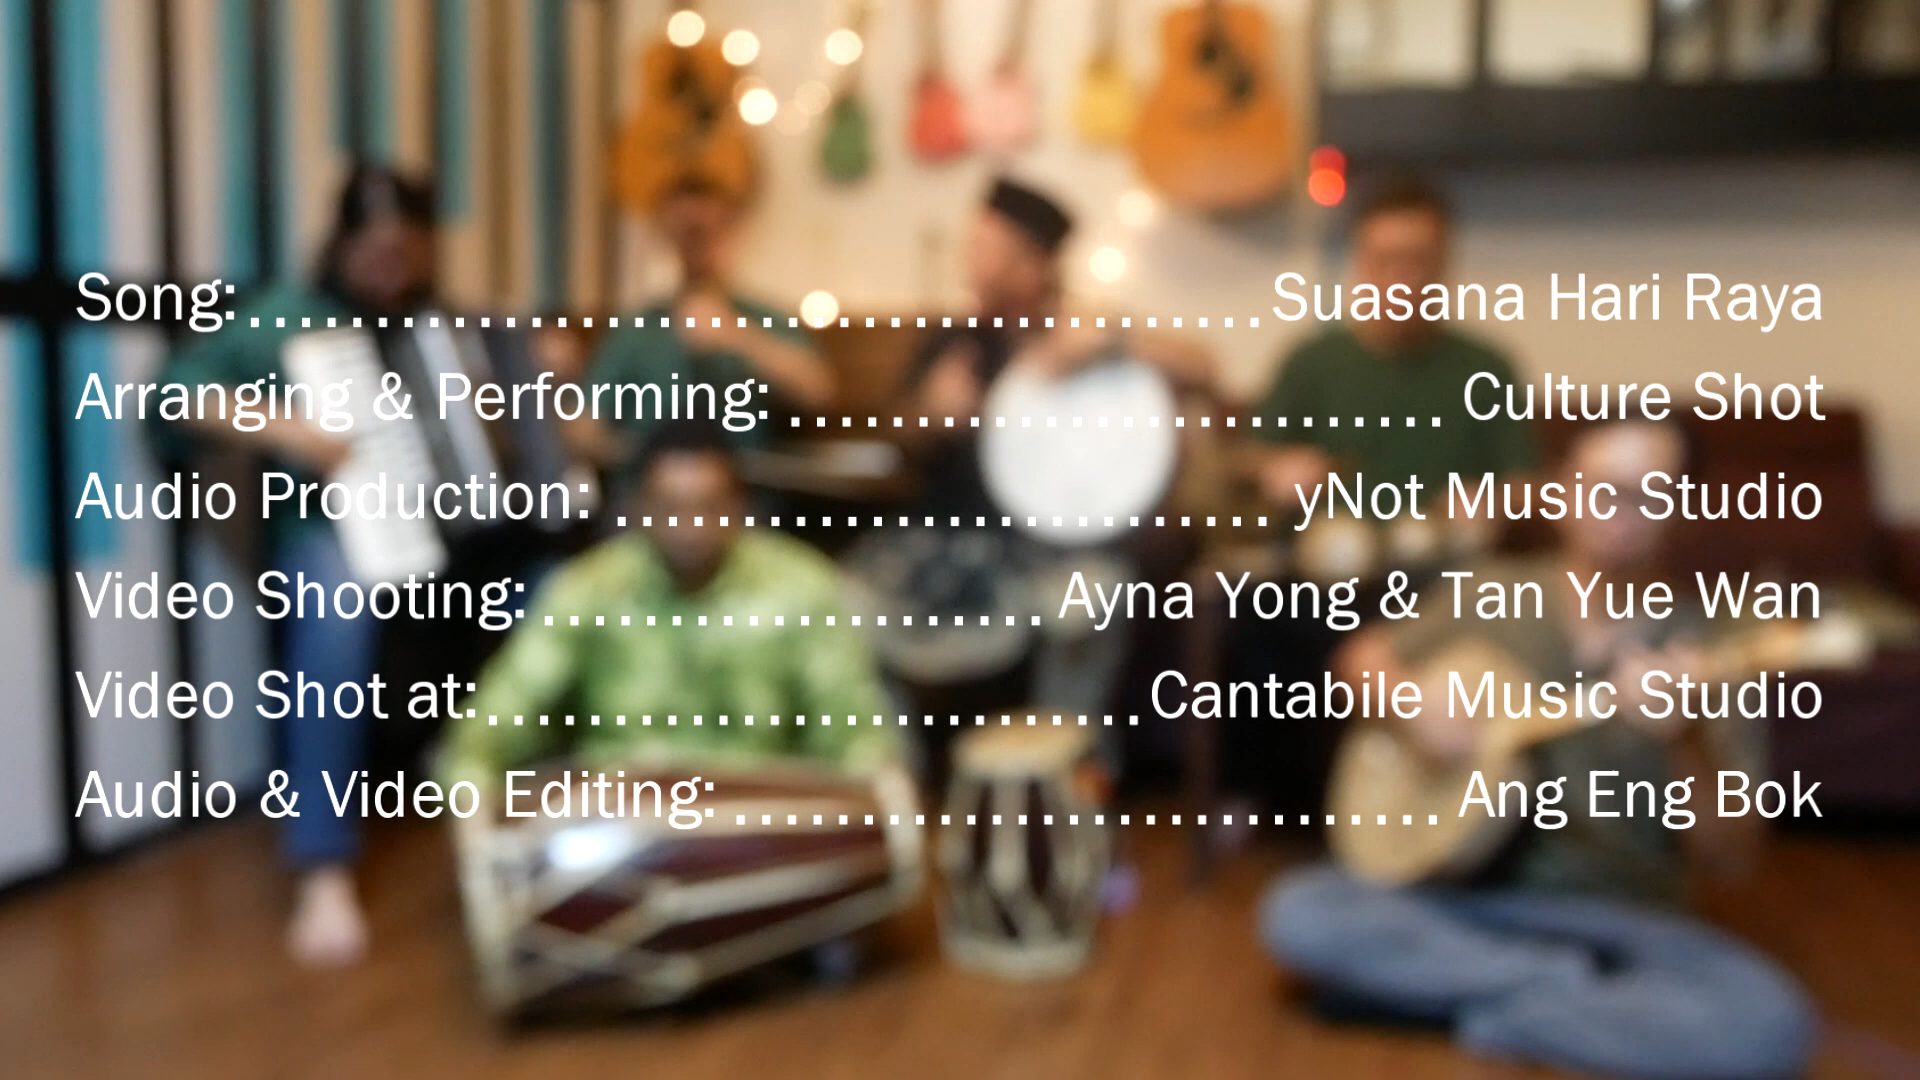 Song: ........................................ Suasana Hari Raya
Arranging & Performing: .......................... Culture Shot
Audio Production: .......................... yNot Music Studio
Video Shooting: .................... Ayna Yong & Tan Yue Wan
Video Shot at: .......................... Cantabile Music Studio
Audio & Video Editing: ............................ Ang Eng Bok